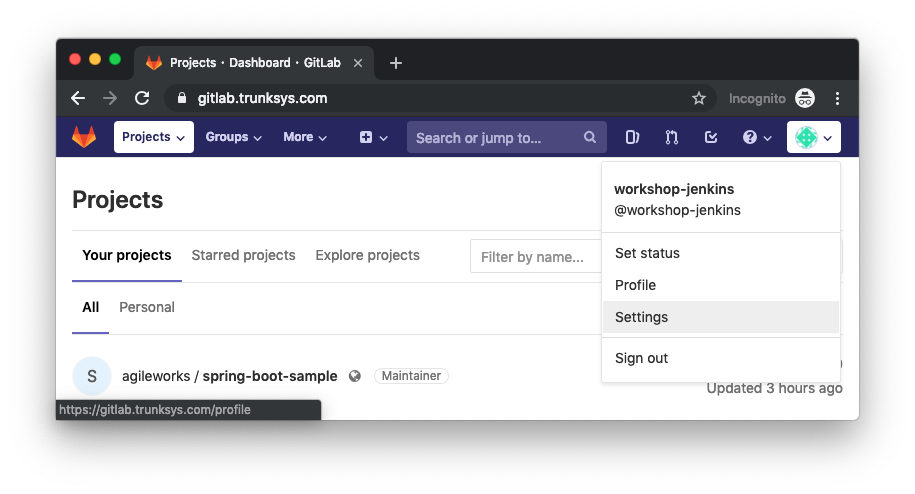 Projects · Dashboard · GitLab
gitlab.trunksys.com
Incognito
Projects Groups More Search or jump to...
Projects
workshop-jenkins
@workshop-jenkins
Your projects Starred projects Explore projects Filter by name...
Set status
Profile
Settings
Sign out
All Personal
S agileworks / spring-boot-sample Maintainer
Updated 3 hours ago
https://gitlab.trunksys.com/profile